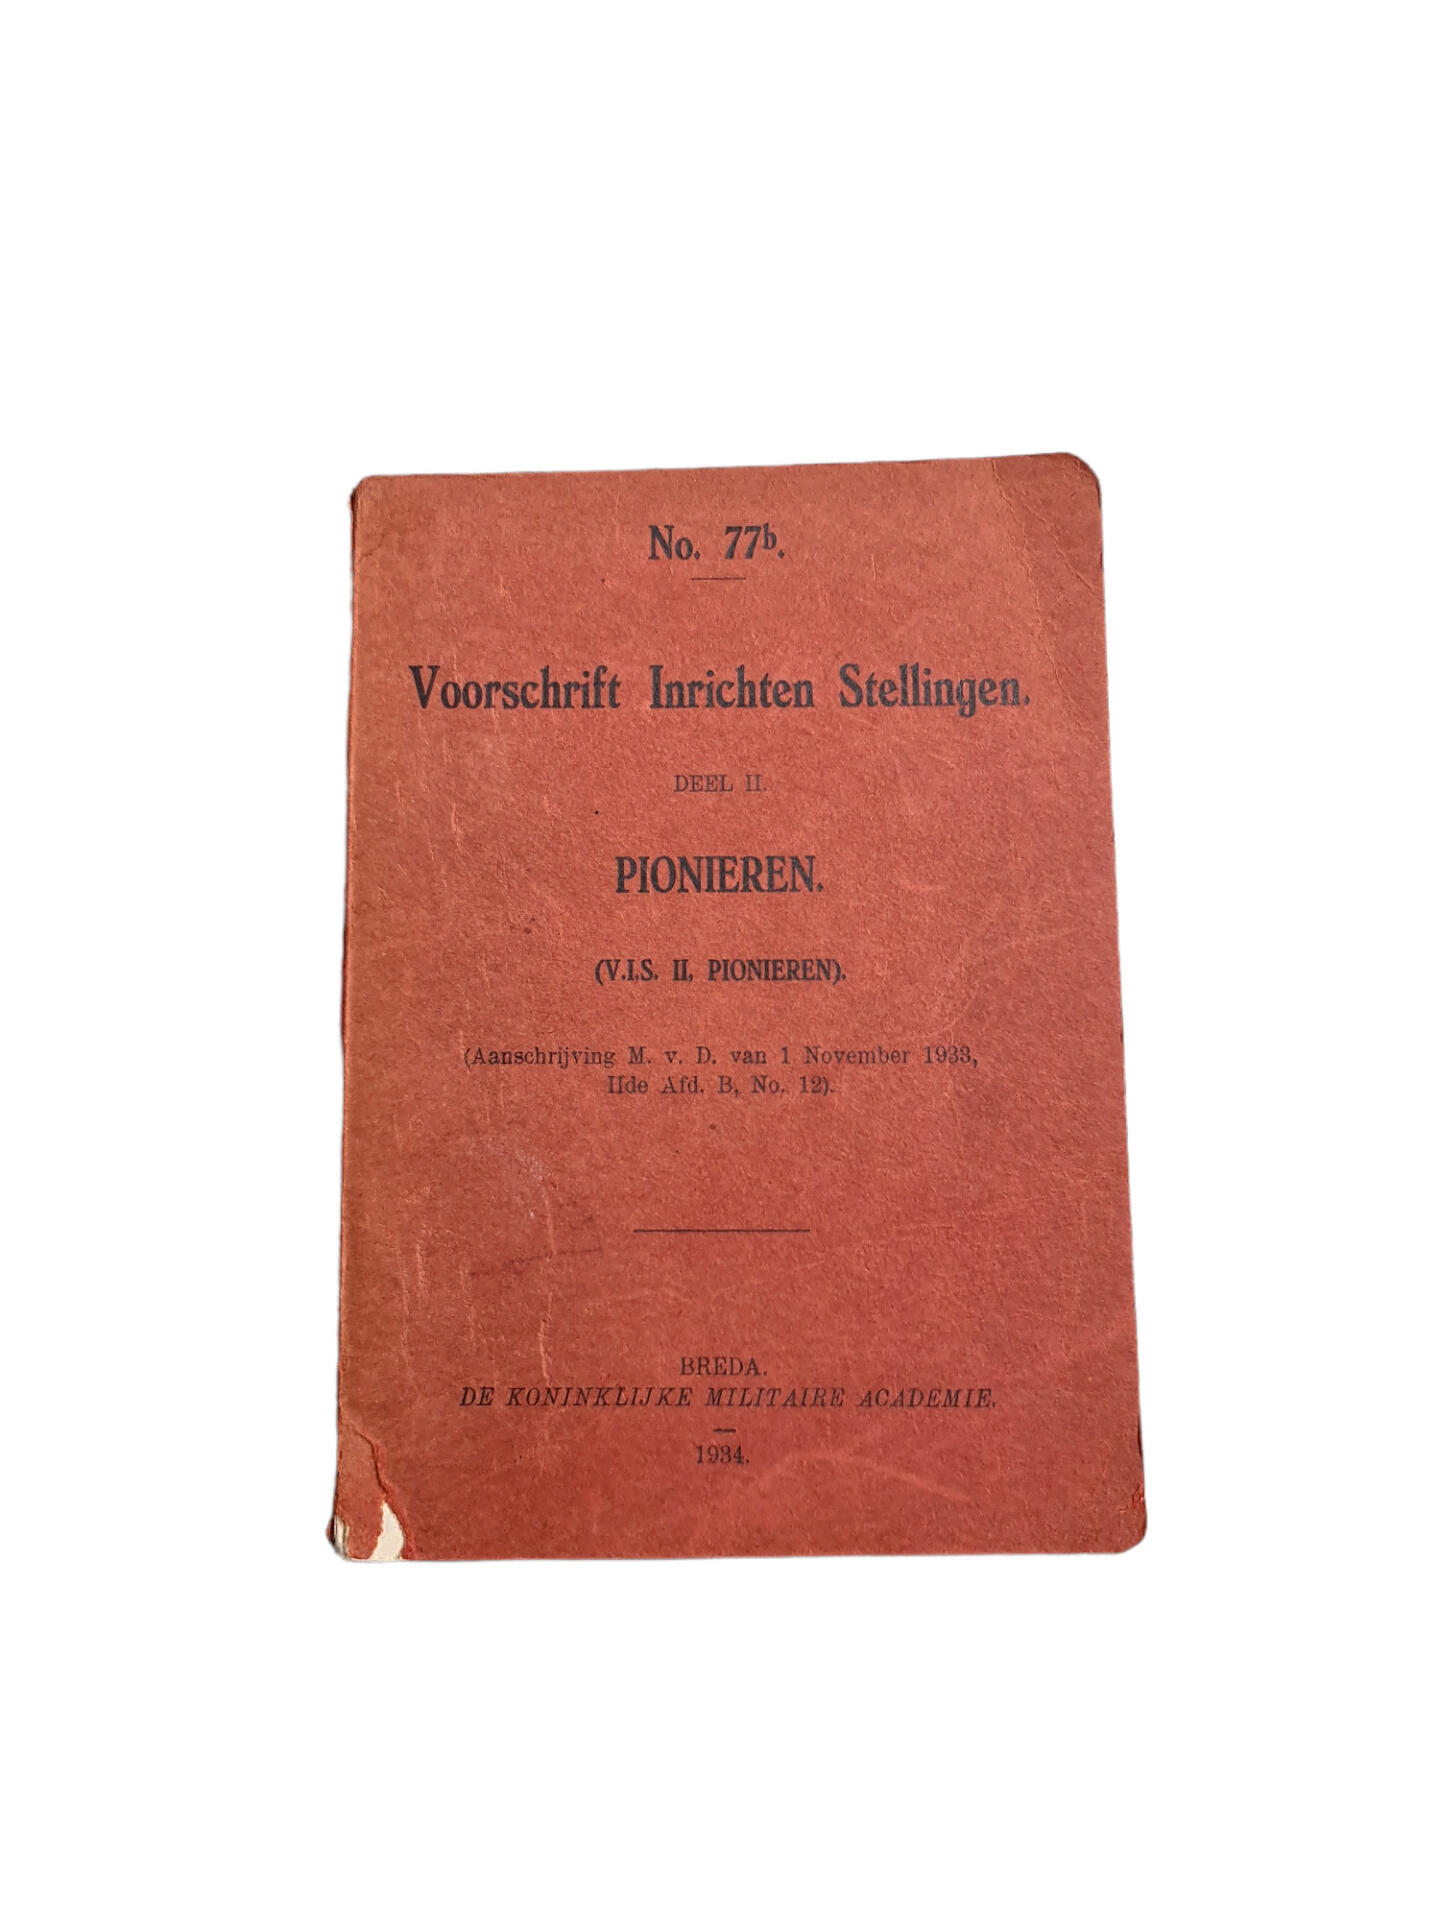 No. 77b.
Voorschrift Inrichten Stellingen.
DEEL II.
PIONIEREN.
(V.I.S. II, PIONIEREN).
(Aanschrijving M. v. D. van 1 November 1933,
IIde Afd. B, No. 12).
BREDA.
DE KONINKLIJKE MILITAIRE ACADEMIE.
1934.